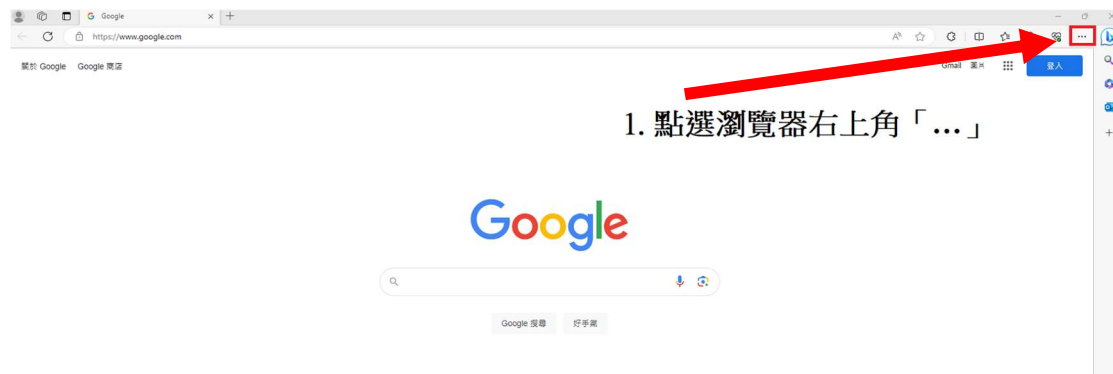 Google
https://www.google.com
關於 Google Google 商店
Gmail 圖片
登入
1. 點選瀏覽器右上角「...」
Google
Google 搜尋 好手氣